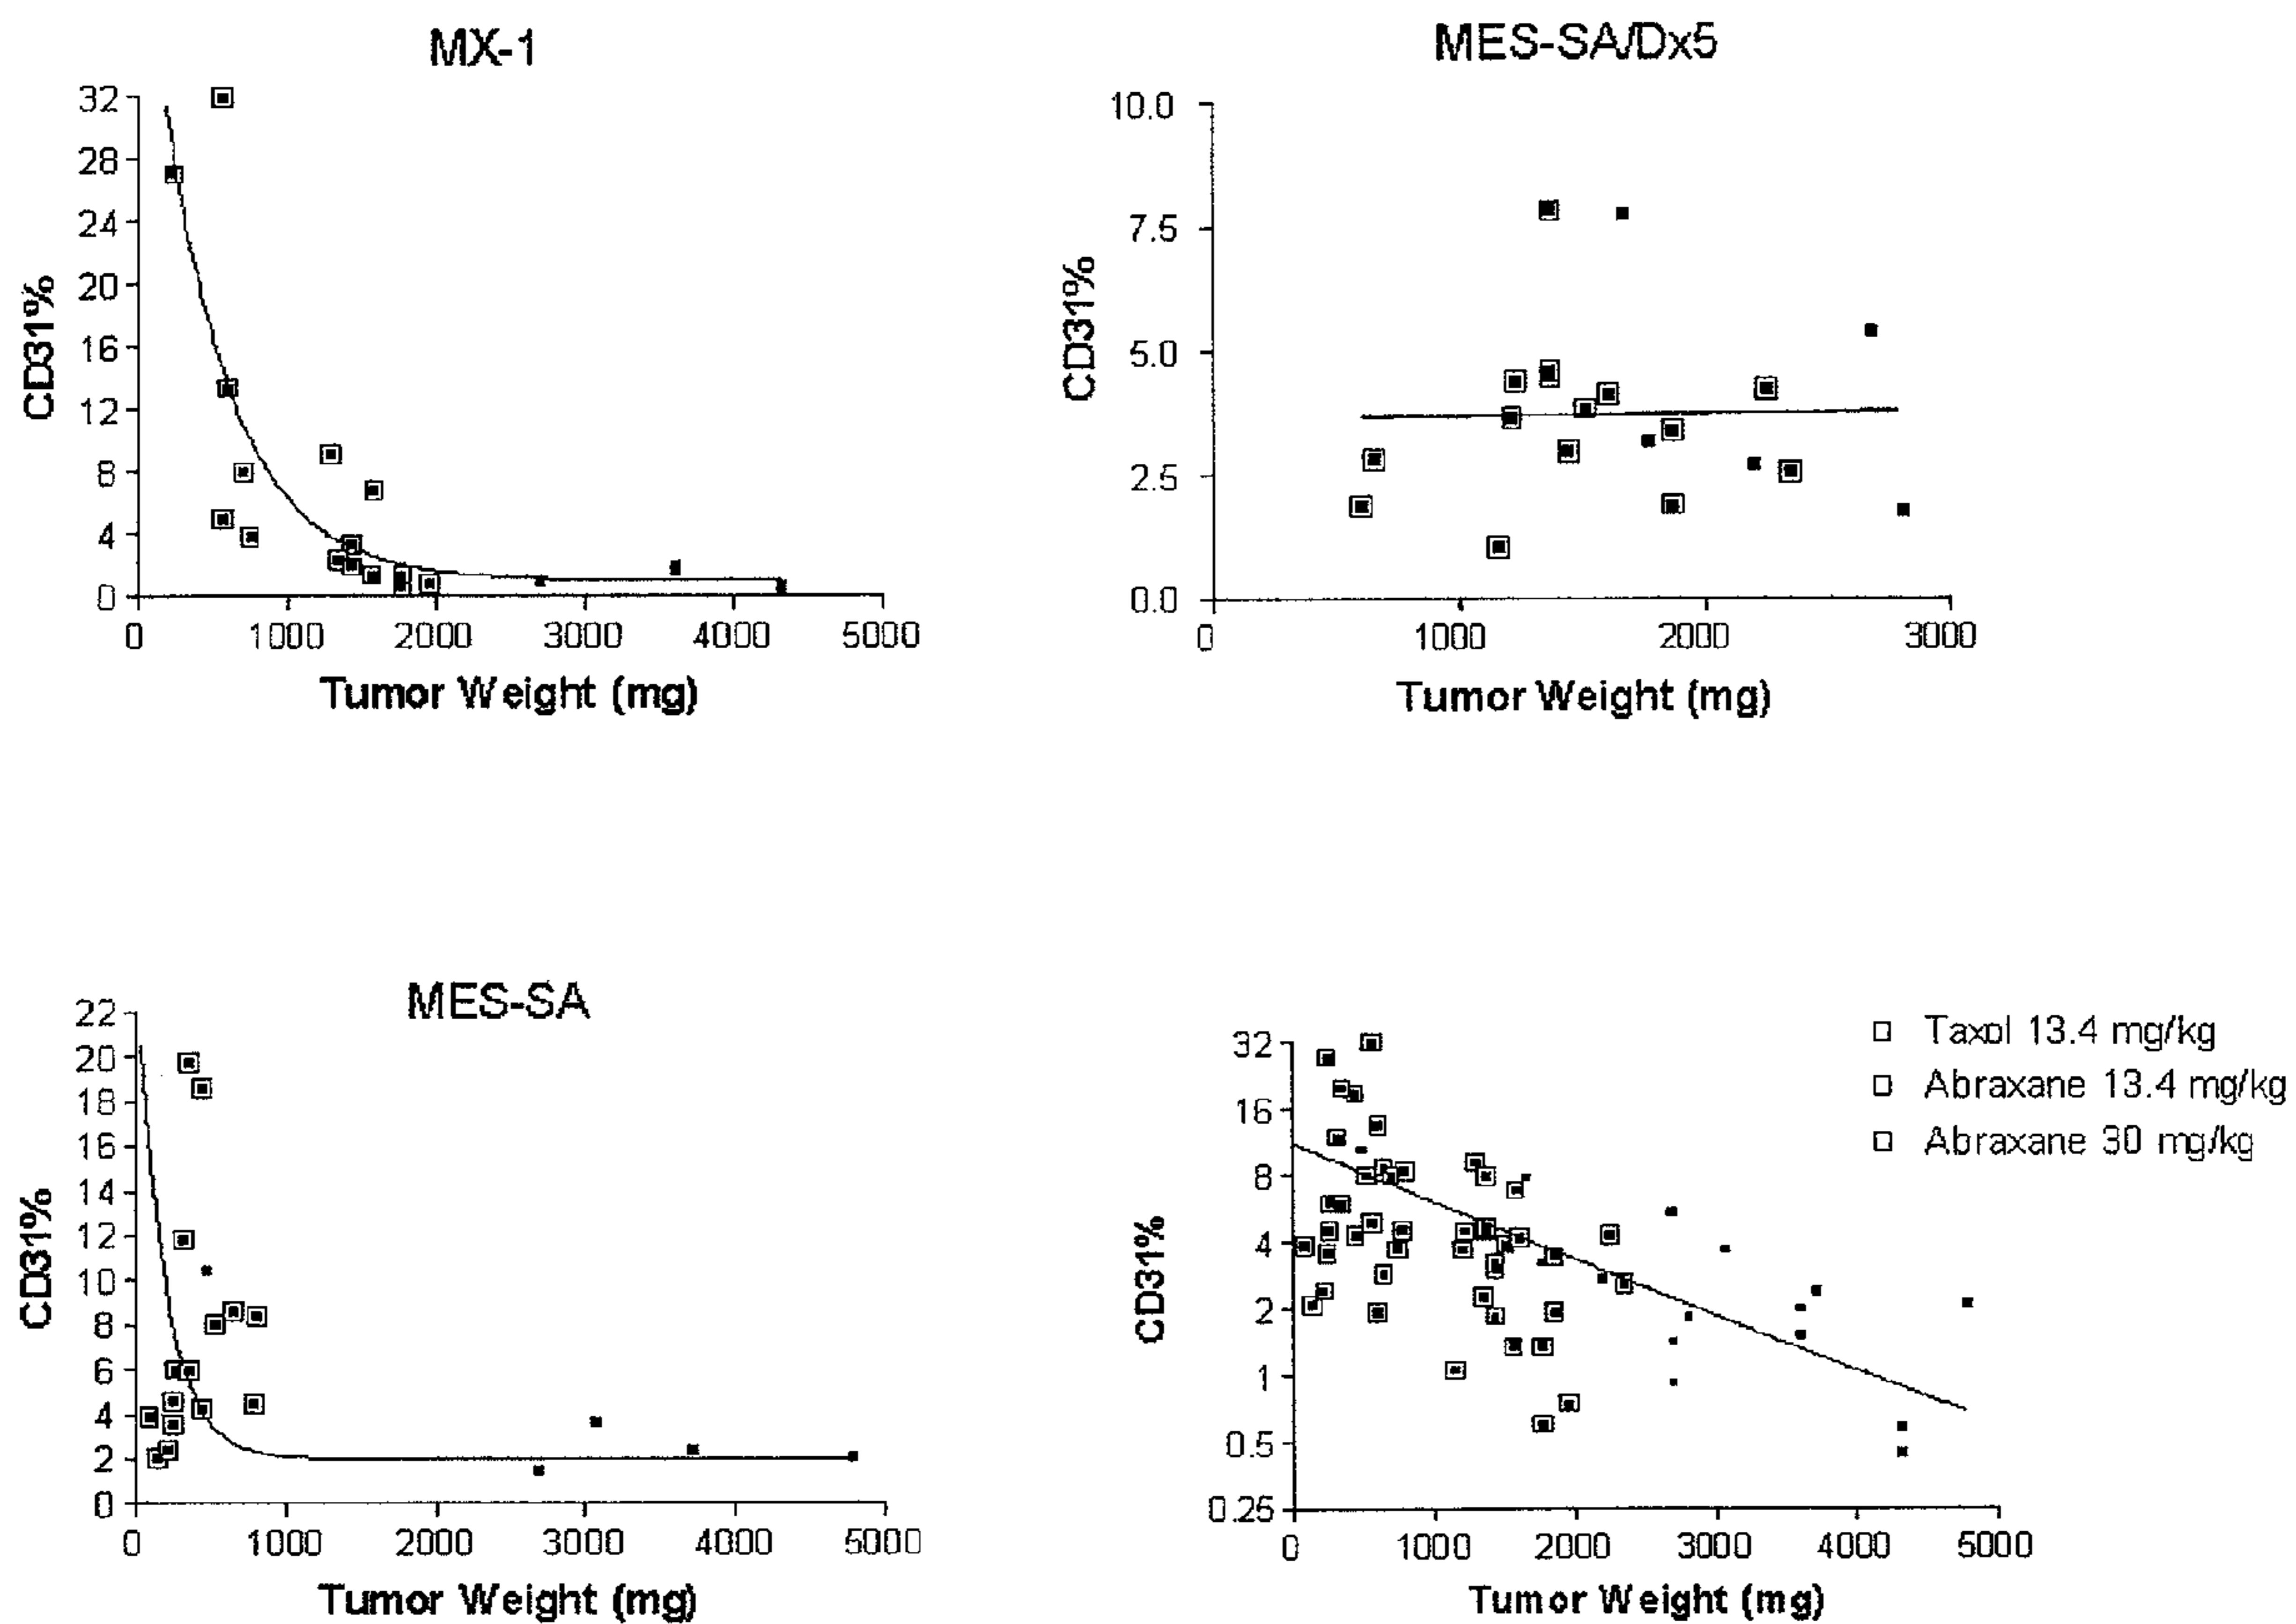 MX-1
32
28
24
20
16
12
8
4
0
CD31%
0 1000 2000 3000 4000 5000
Tumor Weight (mg)
MES-SA/Dx5
10.0
7.5
5.0
2.5
0.0
CD31%
0 1000 2000 3000
Tumor Weight (mg)
MES-SA
22
20
18
16
14
12
10
8
6
4
2
0
CD31%
0 1000 2000 3000 4000 5000
Tumor Weight (mg)
32
16
8
4
2
1
0.5
0.25
CD31%
0 1000 2000 3000 4000 5000
Tumor Weight (mg)
Taxol 13.4 mg/kg
Abraxane 13.4 mg/kg
Abraxane 30 mg/kg